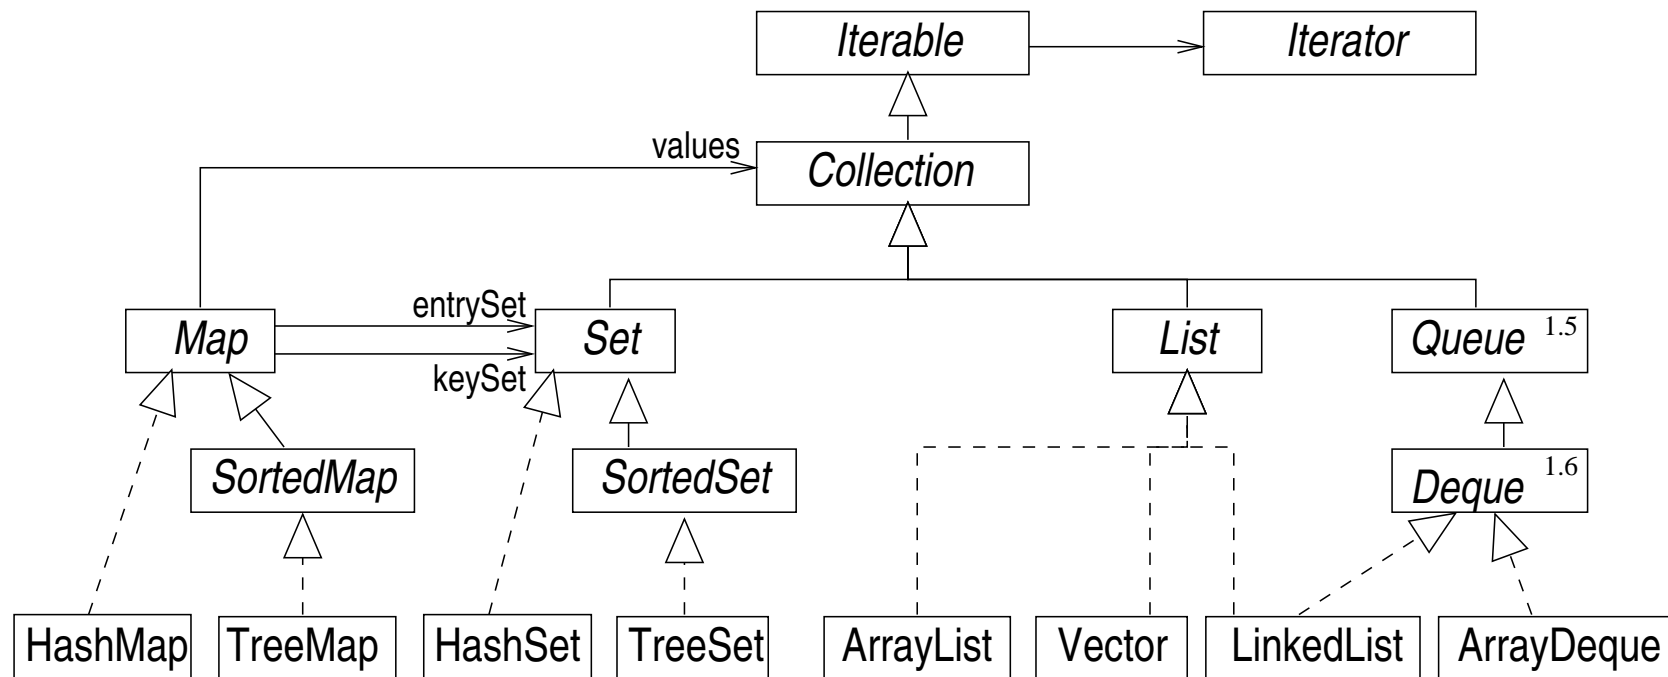 Iterable
Iterator
values
Collection
entrySet
Map
Set
List
Queue 1.5
keySet
SortedMap
SortedSet
Deque 1.6
HashMap
TreeMap
HashSet
TreeSet
ArrayList
Vector
LinkedList
ArrayDeque